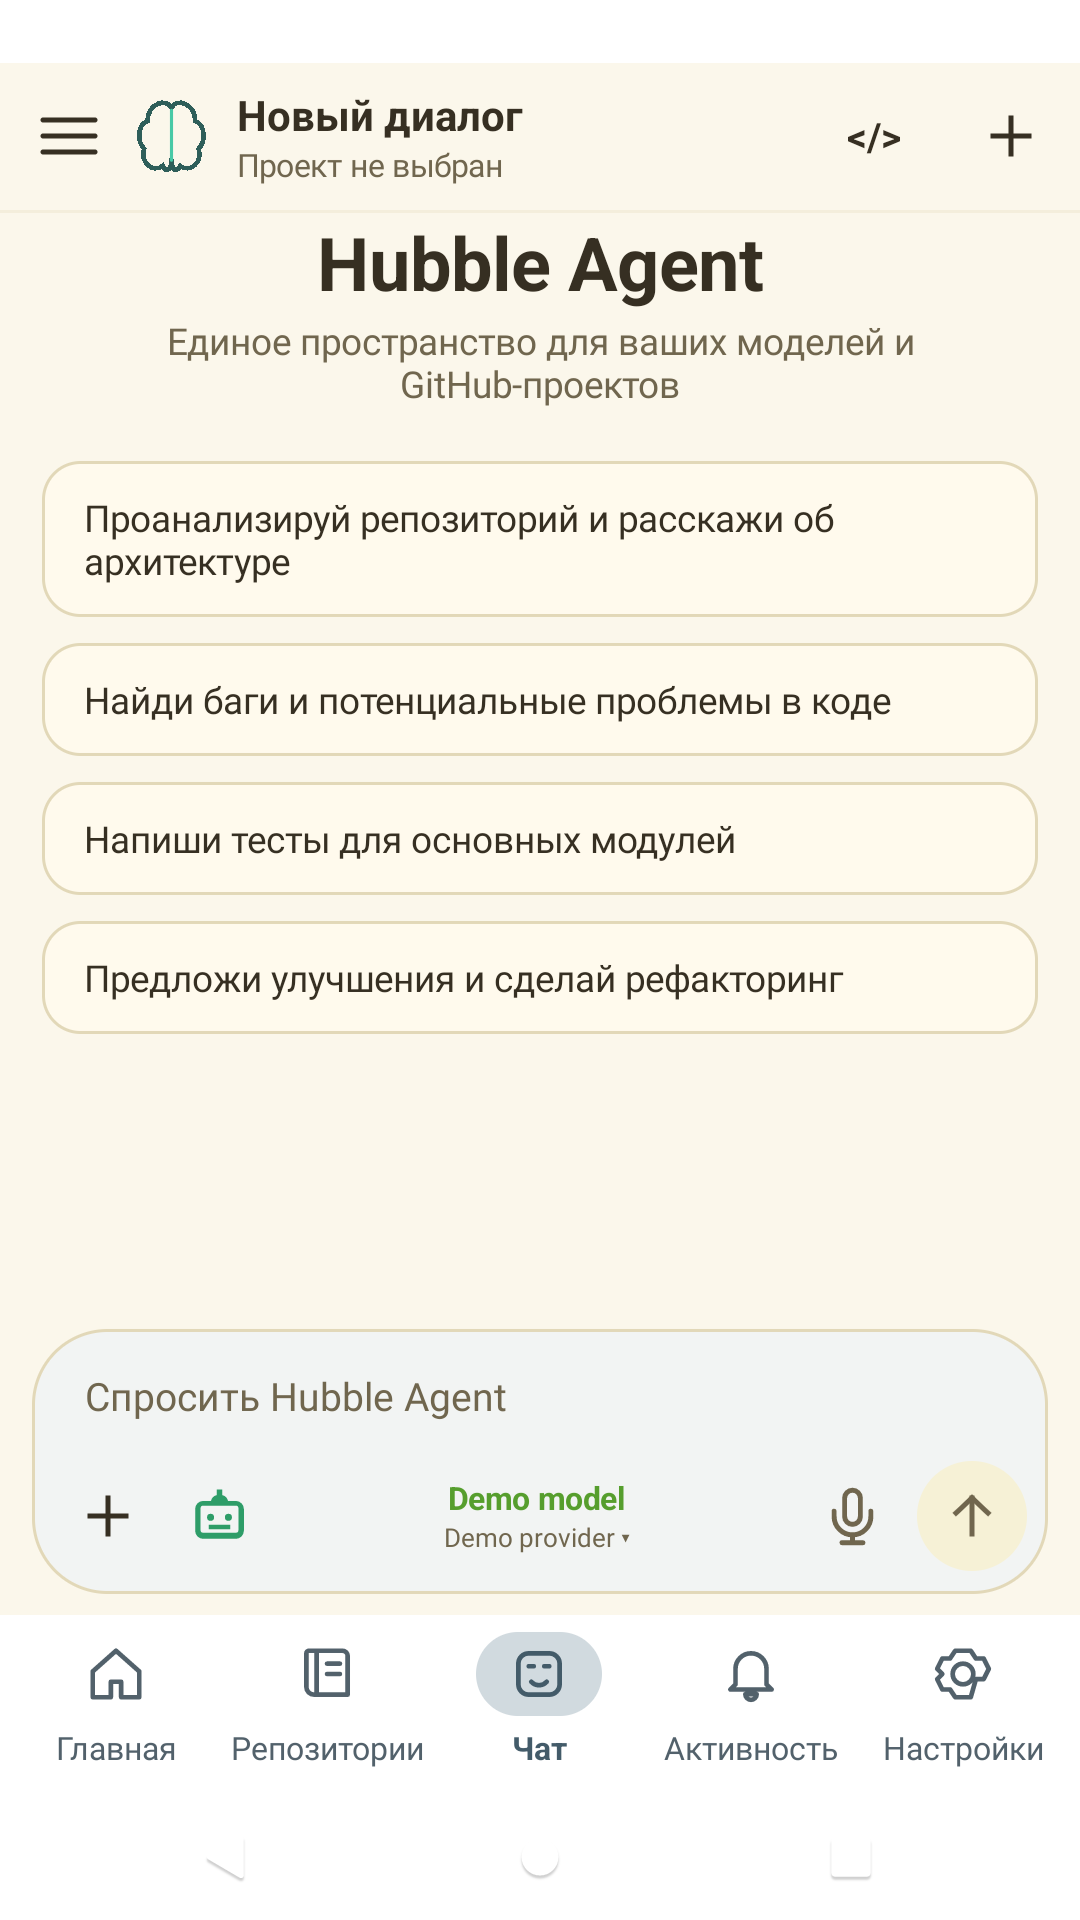 Новый диалог
Проект не выбран
</>
Hubble Agent
Единое пространство для ваших моделей и
GitHub-проектов
Проанализируй репозиторий и расскажи об
архитектуре
Найди баги и потенциальные проблемы в коде
Напиши тесты для основных модулей
Предложи улучшения и сделай рефакторинг
Спросить Hubble Agent
Demo model
Demo provider ▾
Главная
Репозитории
Чат
Активность
Настройки